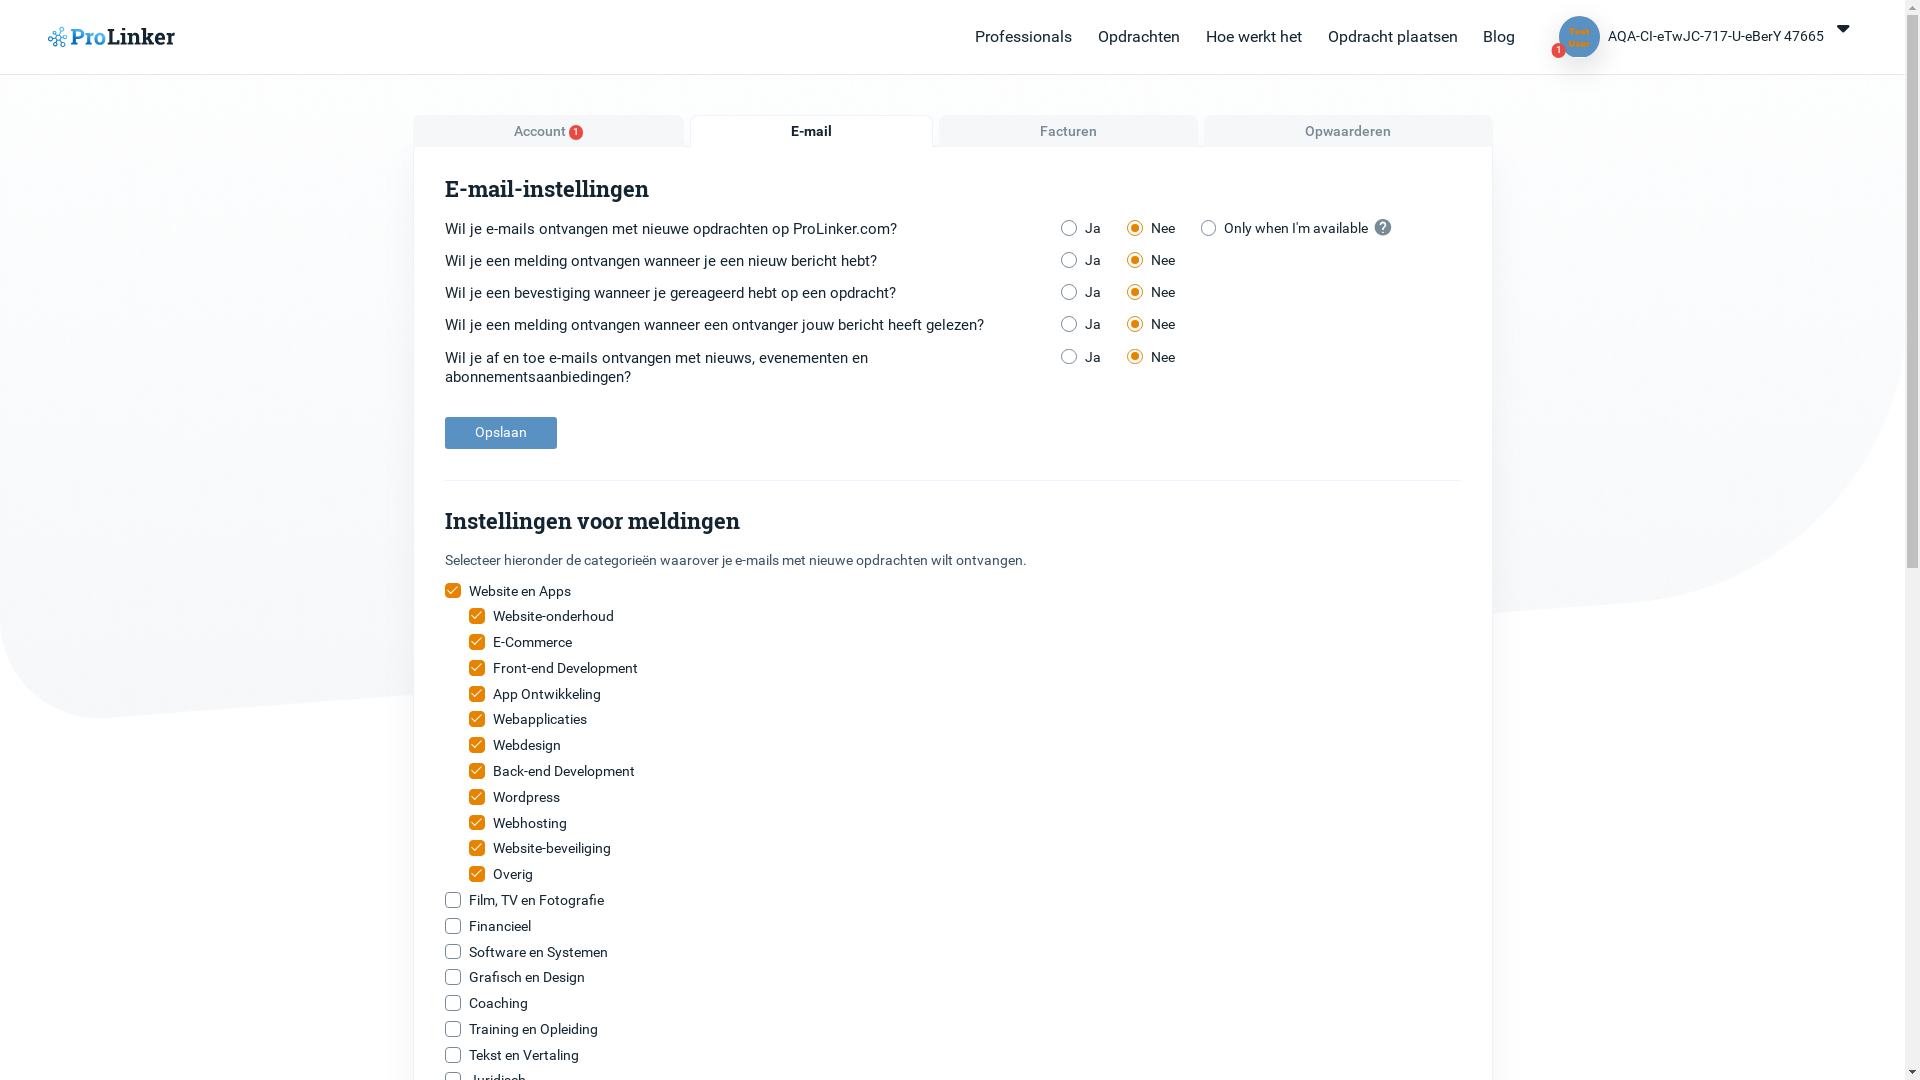 ProLinker
Professionals
Opdrachten
Hoe werkt het
Opdracht plaatsen
Blog
Test
User
1
AQA-CI-eTwJC-717-U-eBerY 47665
Account 1
E-mail
Facturen
Opwaarderen
E-mail-instellingen
Wil je e-mails ontvangen met nieuwe opdrachten op ProLinker.com?
Ja
Nee
Only when I'm available ?
Wil je een melding ontvangen wanneer je een nieuw bericht hebt?
Ja
Nee
Wil je een bevestiging wanneer je gereageerd hebt op een opdracht?
Ja
Nee
Wil je een melding ontvangen wanneer een ontvanger jouw bericht heeft gelezen?
Ja
Nee
Wil je af en toe e-mails ontvangen met nieuws, evenementen en
abonnementsaanbiedingen?
Ja
Nee
Opslaan
Instellingen voor meldingen
Selecteer hieronder de categorieën waarover je e-mails met nieuwe opdrachten wilt ontvangen.
Website en Apps
Website-onderhoud
E-Commerce
Front-end Development
App Ontwikkeling
Webapplicaties
Webdesign
Back-end Development
Wordpress
Webhosting
Website-beveiliging
Overig
Film, TV en Fotografie
Financieel
Software en Systemen
Grafisch en Design
Coaching
Training en Opleiding
Tekst en Vertaling
Juridisch